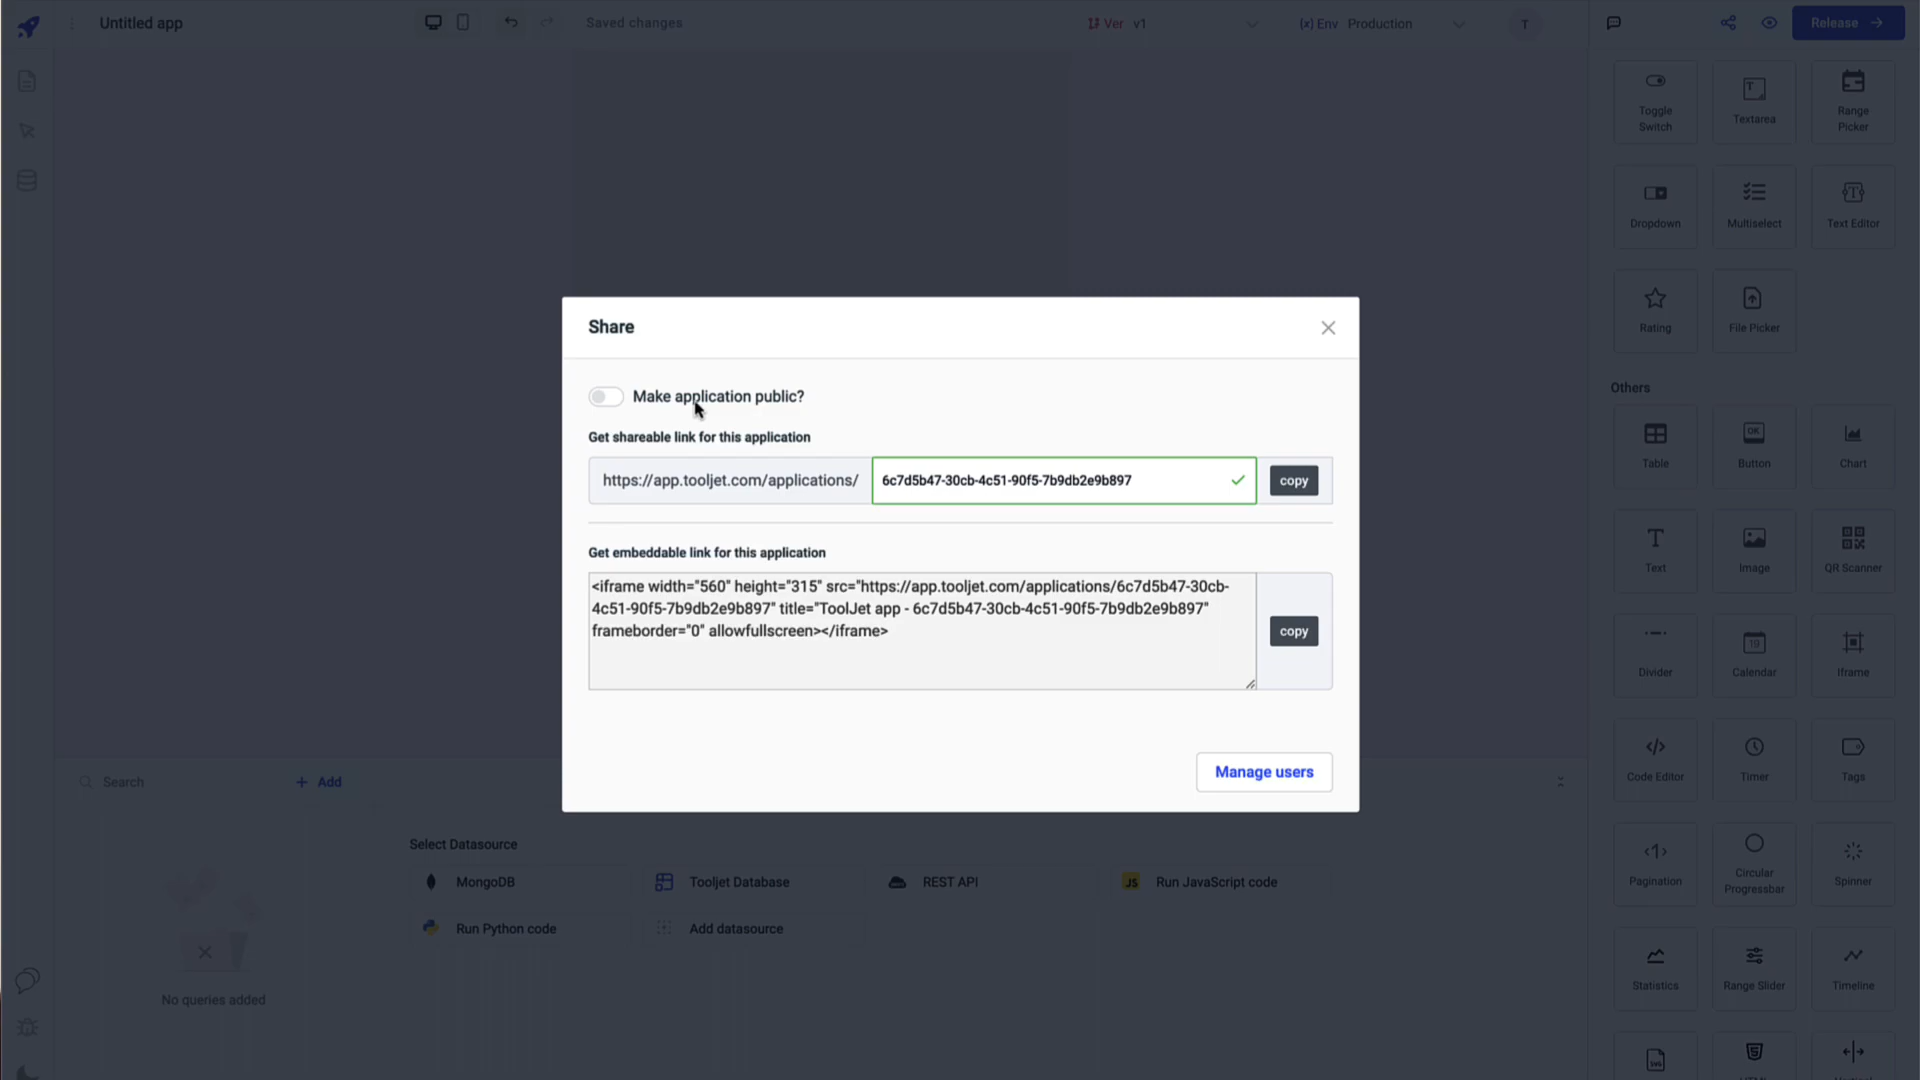 Untitled app
Saved changes
Ver v1
{x} Env Production
T
Release
Toggle
Switch
Textarea
Range
Picker
Dropdown
Multiselect
Text Editor
Rating
File Picker
Others
Table
Button
Chart
Text
Image
QR Scanner
Divider
Calendar
Iframe
Code Editor
Timer
Tags
Pagination
Circular
Progressbar
Spinner
Statistics
Range Slider
Timeline
Share
Make application public?
Get shareable link for this application
https://app.tooljet.com/applications/
6c7d5b47-30cb-4c51-90f5-7b9db2e9b897
copy
Get embeddable link for this application
<iframe width="560" height="315" src="https://app.tooljet.com/applications/6c7d5b47-30cb-
4c51-90f5-7b9db2e9b897" title="ToolJet app - 6c7d5b47-30cb-4c51-90f5-7b9db2e9b897"
frameborder="0" allowfullscreen></iframe>
copy
Manage users
Search
+ Add
No queries added
Select Datasource
MongoDB
Tooljet Database
REST API
JS Run JavaScript code
Run Python code
Add datasource